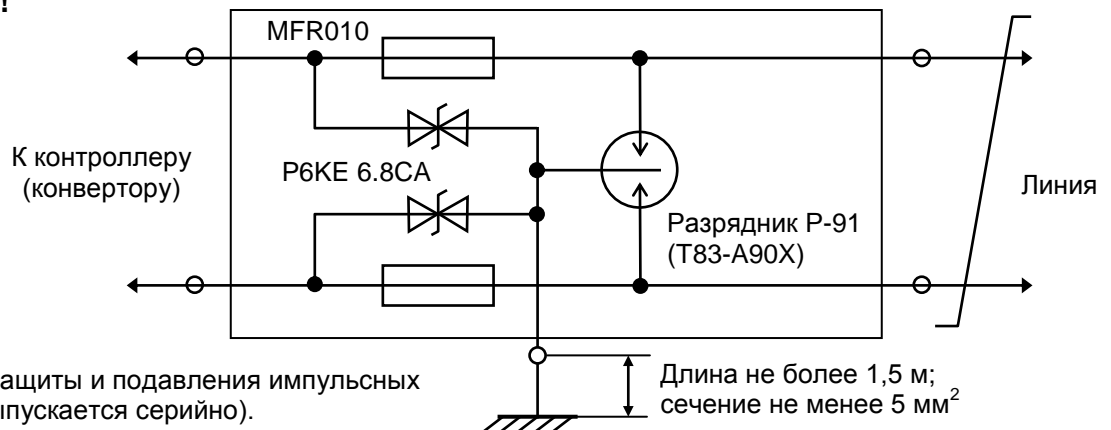 !
MFR010
К контроллеру
(конвертору)
P6KE 6.8CA
Линия
Разрядник Р-91
(T83-A90X)
ащиты и подавления импульсных
пускается серийно).
Длина не более 1,5 м;
сечение не менее 5 мм²